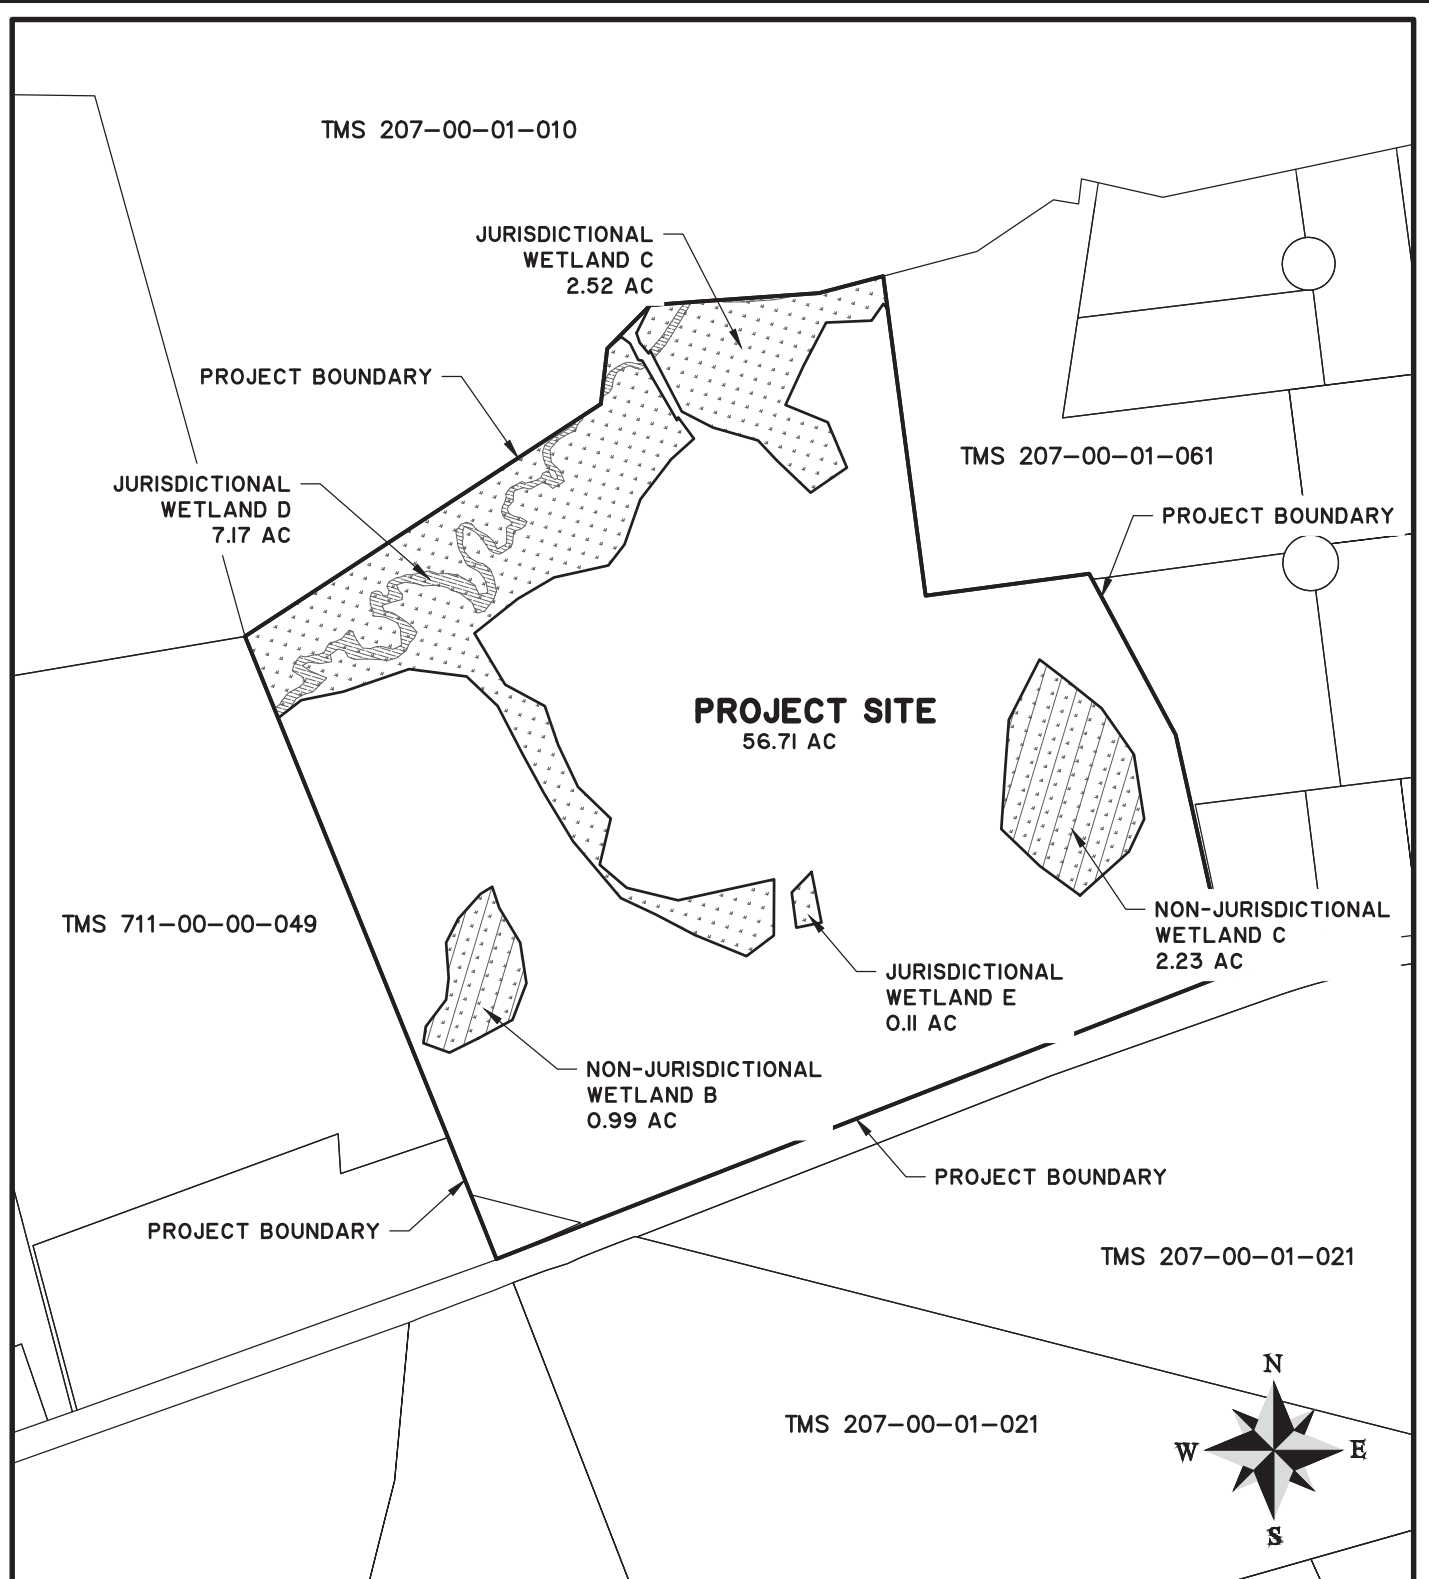 TMS 207-00-01-010
JURISDICTIONAL
WETLAND C
2.52 AC
PROJECT BOUNDARY
TMS 207-00-01-061
JURISDICTIONAL
WETLAND D
7.17 AC
PROJECT BOUNDARY
PROJECT SITE
56.71 AC
TMS 711-00-00-049
NON-JURISDICTIONAL
WETLAND C
2.23 AC
JURISDICTIONAL
WETLAND E
0.11 AC
NON-JURISDICTIONAL
WETLAND B
0.99 AC
PROJECT BOUNDARY
PROJECT BOUNDARY
TMS 207-00-01-021
TMS 207-00-01-021
N
W E
S